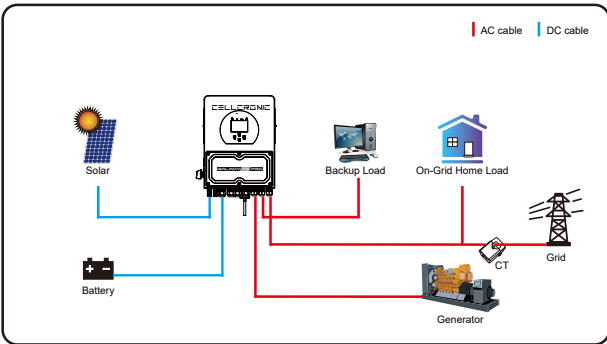 AC cable
DC cable
CELLCRONIC
Solar
Backup Load
On-Grid Home Load
Battery
CT
Grid
Generator